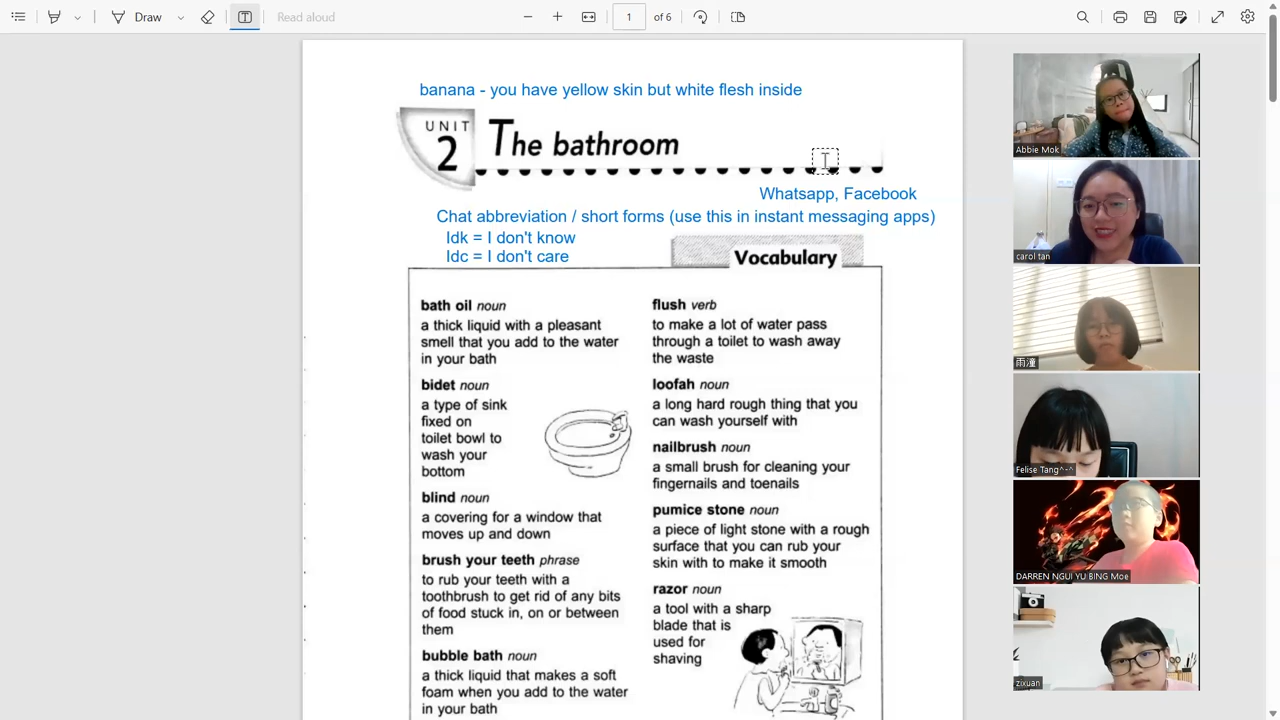 Draw
Read aloud
1
of 6
banana - you have yellow skin but white flesh inside
UNIT
2
The bathroom
Whatsapp, Facebook
Chat abbreviation / short forms (use this in instant messaging apps)
Idk = I don't know
Idc = I don't care
Vocabulary
bath oil noun
a thick liquid with a pleasant
smell that you add to the water
in your bath
bidet noun
a type of sink
fixed on
toilet bowl to
wash your
bottom
blind noun
a covering for a window that
moves up and down
brush your teeth phrase
to rub your teeth with a
toothbrush to get rid of any bits
of food stuck in, on or between
them
bubble bath noun
a thick liquid that makes a soft
foam when you add to the water
in your bath
flush verb
to make a lot of water pass
through a toilet to wash away
the waste
loofah noun
a long hard rough thing that you
can wash yourself with
nailbrush noun
a small brush for cleaning your
fingernails and toenails
pumice stone noun
a piece of light stone with a rough
surface that you can rub your
skin with to make it smooth
razor noun
a tool with a sharp
blade that is
used for
shaving
Abbie Mok
carol tan
雨潼
Felise Tang^-^
DARREN NGUI YU BING Moe
zixuan